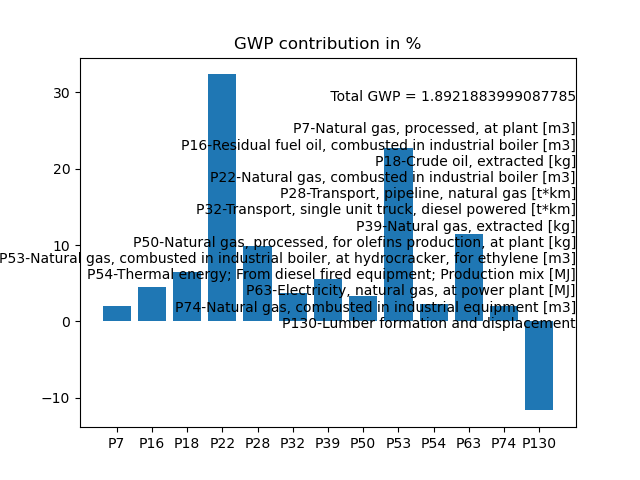 GWP contribution in %
30
20
10
0
−10
Total GWP = 1.8921883999087785
P7-Natural gas, processed, at plant [m3]
P16-Residual fuel oil, combusted in industrial boiler [m3]
P18-Crude oil, extracted [kg]
P22-Natural gas, combusted in industrial boiler [m3]
P28-Transport, pipeline, natural gas [t*km]
P32-Transport, single unit truck, diesel powered [t*km]
P39-Natural gas, extracted [kg]
P50-Natural gas, processed, for olefins production, at plant [kg]
P53-Natural gas, combusted in industrial boiler, at hydrocracker, for ethylene [m3]
P54-Thermal energy; From diesel fired equipment; Production mix [MJ]
P63-Electricity, natural gas, at power plant [MJ]
P74-Natural gas, combusted in industrial equipment [m3]
P130-Lumber formation and displacement
P7 P16 P18 P22 P28 P32 P39 P50 P53 P54 P63 P74 P130